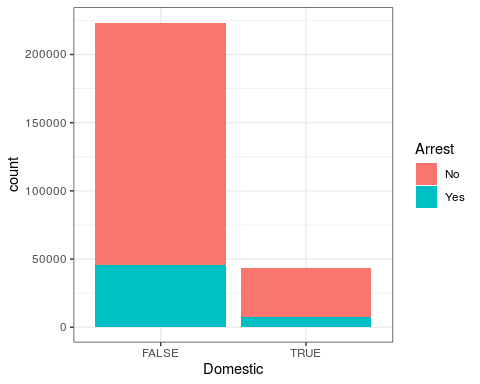 200000
150000
100000
50000
0
count
FALSE
TRUE
Domestic
Arrest
No
Yes